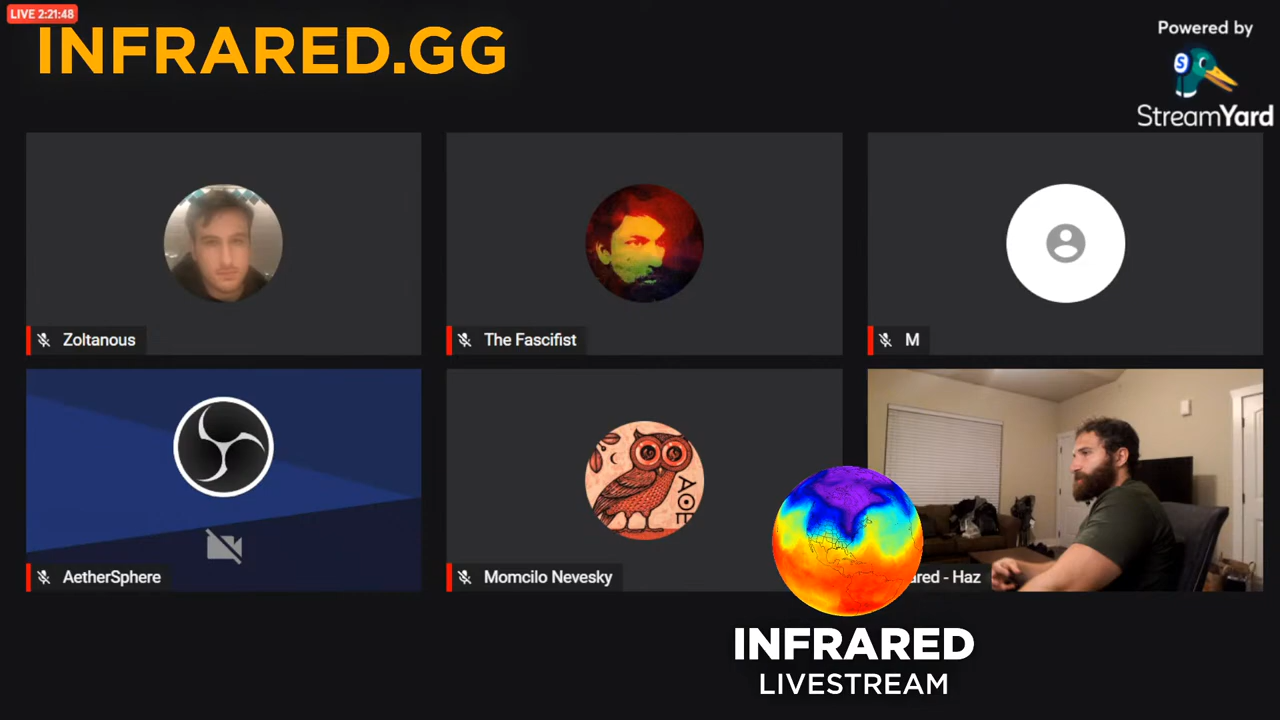 LIVE 2:21:48
INFRARED.GG
Powered by
S
StreamYard
Zoltanous
The Fascifist
M
AetherSphere
ΑΘΕ
Momcilo Nevesky
ared - Haz
INFRARED
LIVESTREAM